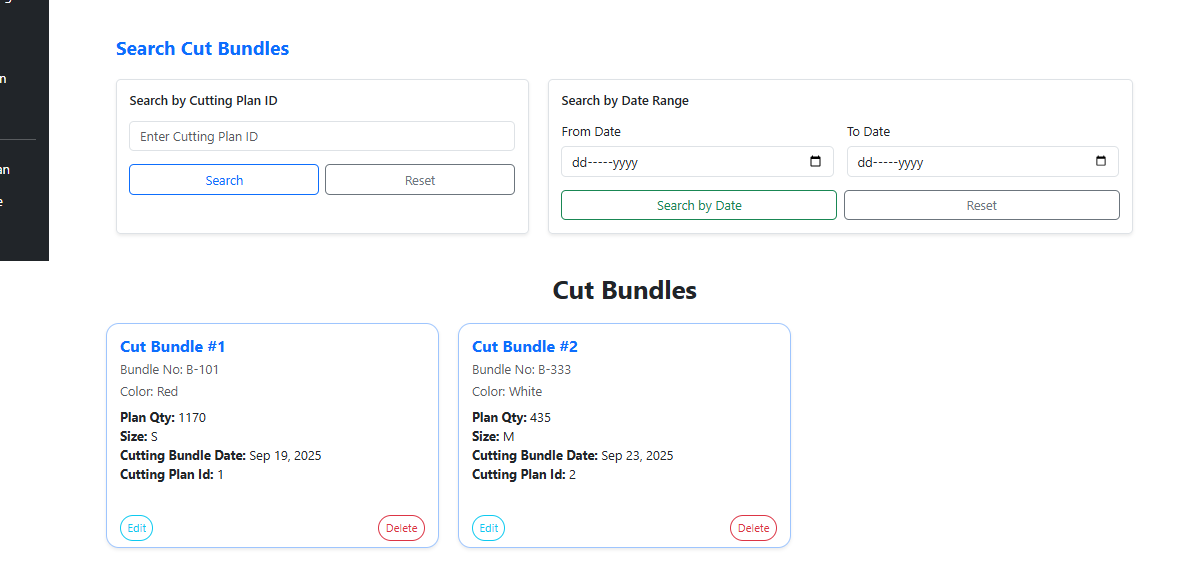 Search Cut Bundles
Search by Cutting Plan ID
Enter Cutting Plan ID
Search Reset
Search by Date Range
From Date To Date
dd-----yyyy dd-----yyyy
Search by Date Reset
Cut Bundles
Cut Bundle #1
Bundle No: B-101
Color: Red
Plan Qty: 1170
Size: S
Cutting Bundle Date: Sep 19, 2025
Cutting Plan Id: 1
Edit Delete
Cut Bundle #2
Bundle No: B-333
Color: White
Plan Qty: 435
Size: M
Cutting Bundle Date: Sep 23, 2025
Cutting Plan Id: 2
Edit Delete